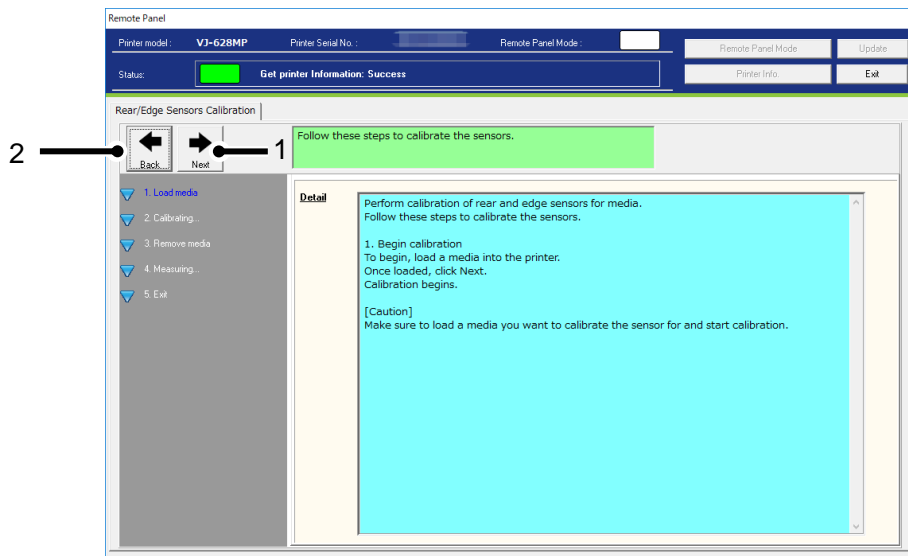 Remote Panel
Printer model : VJ-628MP Printer Serial No. : Remote Panel Mode :
Remote Panel Mode Update
Status: Get printer Information: Success
Printer Info. Exit
Rear/Edge Sensors Calibration
2 Back Next 1
Follow these steps to calibrate the sensors.
1. Load media
2. Calibrating...
3. Remove media
4. Measuring...
5. Exit
Detail
Perform calibration of rear and edge sensors for media.
Follow these steps to calibrate the sensors.
1. Begin calibration
To begin, load a media into the printer.
Once loaded, click Next.
Calibration begins.
[Caution]
Make sure to load a media you want to calibrate the sensor for and start calibration.